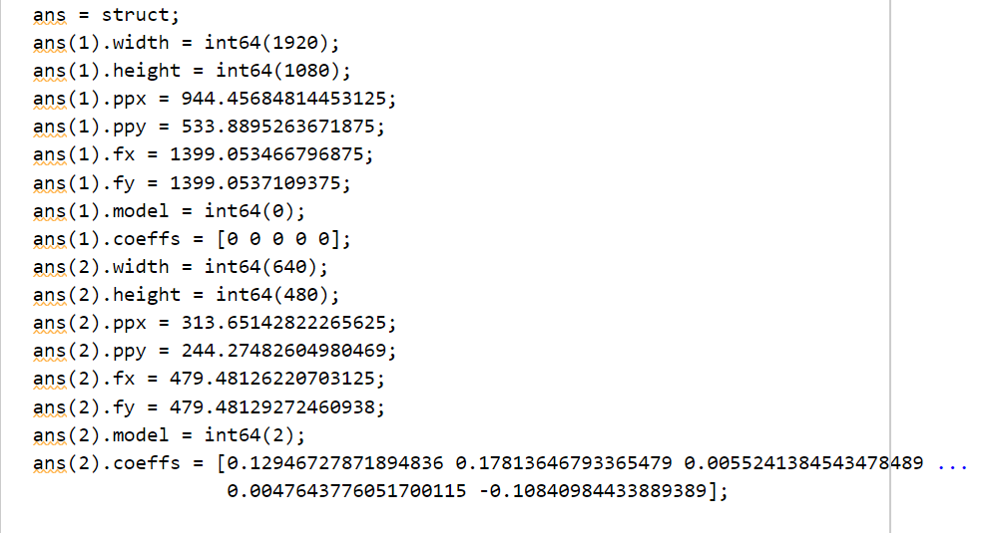 ans = struct;
ans(1).width = int64(1920);
ans(1).height = int64(1080);
ans(1).ppx = 944.45684814453125;
ans(1).ppy = 533.8895263671875;
ans(1).fx = 1399.053466796875;
ans(1).fy = 1399.0537109375;
ans(1).model = int64(0);
ans(1).coeffs = [0 0 0 0 0];
ans(2).width = int64(640);
ans(2).height = int64(480);
ans(2).ppx = 313.65142822265625;
ans(2).ppy = 244.27482604980469;
ans(2).fx = 479.48126220703125;
ans(2).fy = 479.48129272460938;
ans(2).model = int64(2);
ans(2).coeffs = [0.12946727871894836 0.17813646793365479 0.0055241384543478489 ...
0.0047643776051700115 -0.10840984433889389];